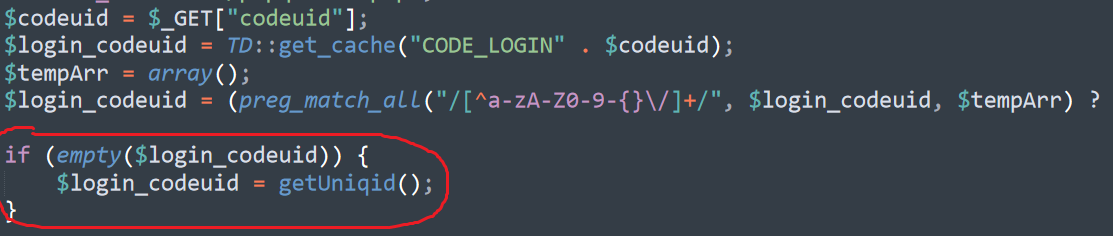 $codeuid = $_GET["codeuid"];
$login_codeuid = TD::get_cache("CODE_LOGIN" . $codeuid);
$tempArr = array();
$login_codeuid = (preg_match_all("/[^a-zA-Z0-9-{}\/]+/", $login_codeuid, $tempArr) ?
if (empty($login_codeuid)) {
$login_codeuid = getUniqid();
}